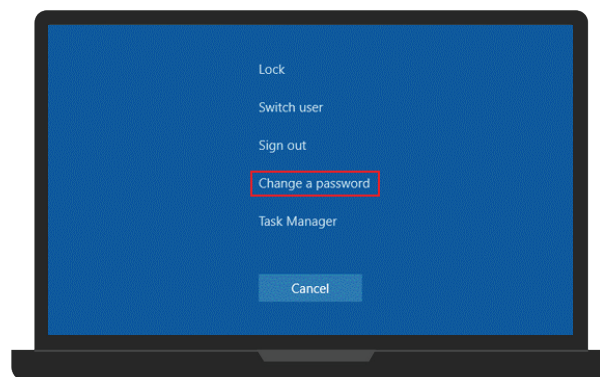 Lock
Switch user
Sign out
Change a password
Task Manager
Cancel